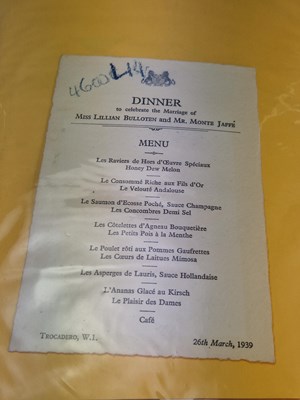 4600
DINNER
to celebrate the Marriage of
Miss Lillian Bulloten and Mr. Monte Jaffé
MENU
Les Raviers de Hors d'Œuvre Spéciaux
Honey Dew Melon
Le Consommé Riche aux Fils d'Or
Le Velouté Andalouse
Le Saumon d'Ecosse Poché, Sauce Champagne
Les Concombres Demi Sel
Les Côtelettes d'Agneau Bouquetière
Les Petits Pois à la Menthe
Le Poulet rôti aux Pommes Gaufrettes
Les Cœurs de Laitues Mimosa
Les Asperges de Lauris, Sauce Hollandaise
L'Ananas Glacé au Kirsch
Le Plaisir des Dames
Café
Trocadero, W.1.
26th March, 1939